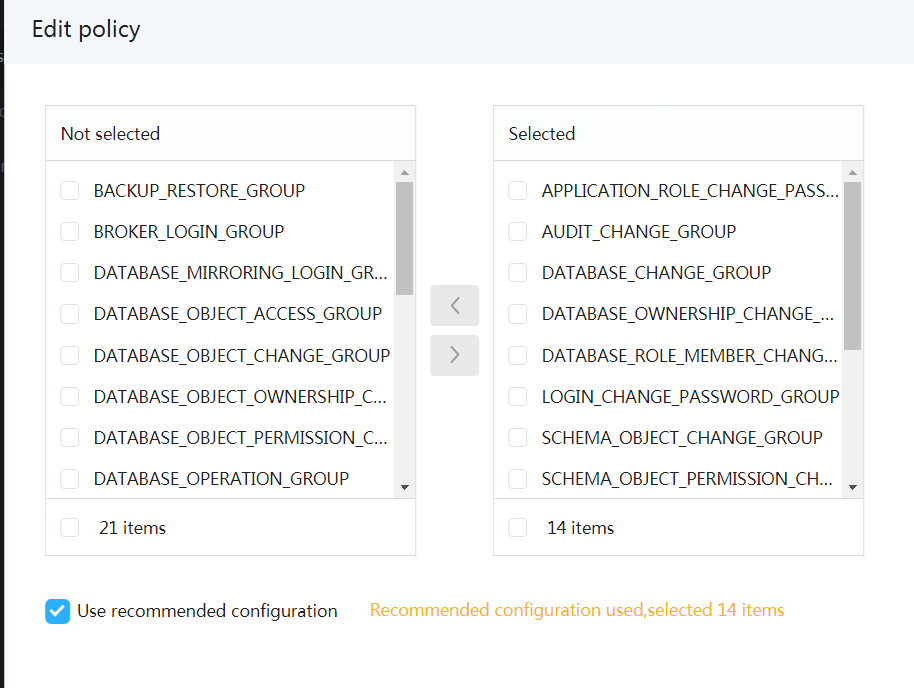 Edit policy
Not selected
BACKUP_RESTORE_GROUP
BROKER_LOGIN_GROUP
DATABASE_MIRRORING_LOGIN_GR...
DATABASE_OBJECT_ACCESS_GROUP
DATABASE_OBJECT_CHANGE_GROUP
DATABASE_OBJECT_OWNERSHIP_C...
DATABASE_OBJECT_PERMISSION_C...
DATABASE_OPERATION_GROUP
21 items
Selected
APPLICATION_ROLE_CHANGE_PASS...
AUDIT_CHANGE_GROUP
DATABASE_CHANGE_GROUP
DATABASE_OWNERSHIP_CHANGE_...
DATABASE_ROLE_MEMBER_CHANG...
LOGIN_CHANGE_PASSWORD_GROUP
SCHEMA_OBJECT_CHANGE_GROUP
SCHEMA_OBJECT_PERMISSION_CH...
14 items
Use recommended configuration
Recommended configuration used,selected 14 items